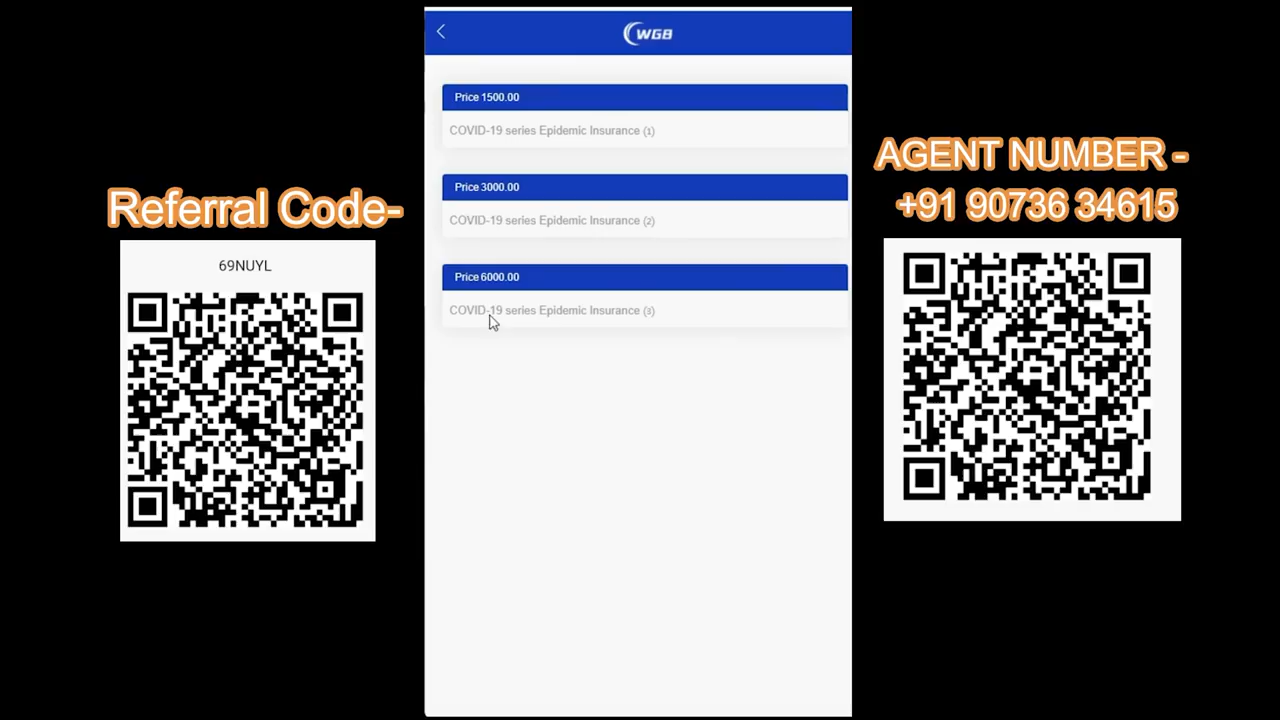 Referral Code-
69NUYL
WGB
Price 1500.00
COVID-19 series Epidemic Insurance (1)
Price 3000.00
COVID-19 series Epidemic Insurance (2)
Price 6000.00
COVID-19 series Epidemic Insurance (3)
AGENT NUMBER -
+91 90736 34615